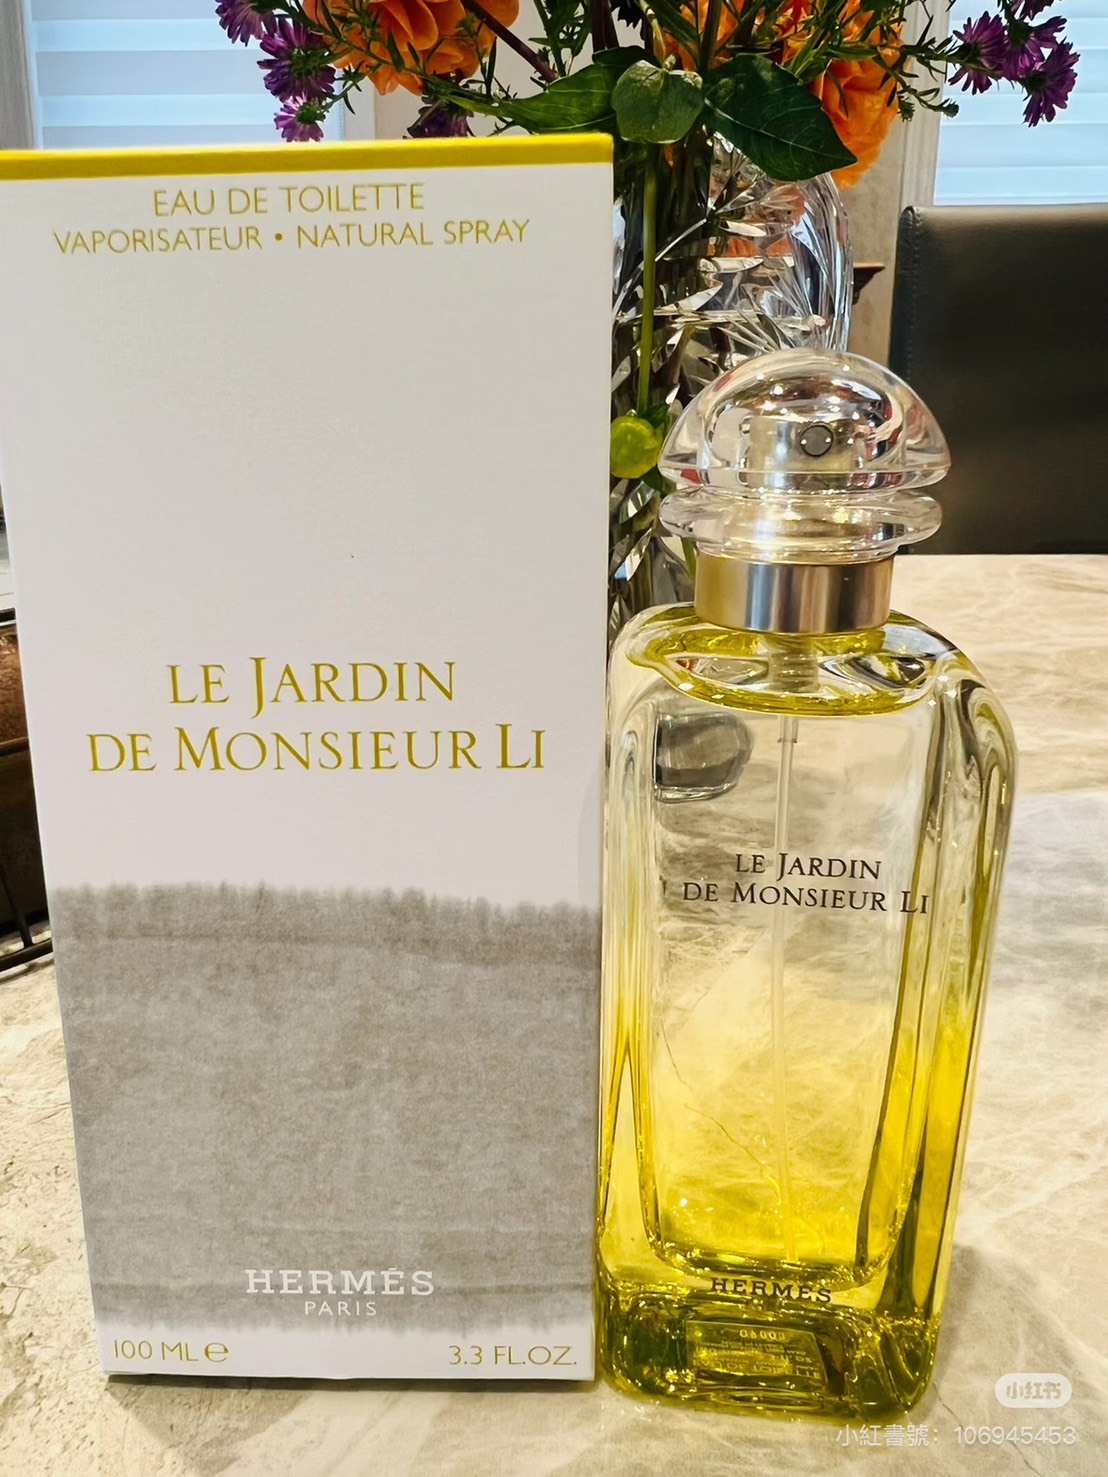 EAU DE TOILETTE
VAPORISATEUR • NATURAL SPRAY
LE JARDIN
DE MONSIEUR LI
HERMÈS
PARIS
100 ML ℮
3.3 FL.OZ.
LE JARDIN
DE MONSIEUR LI
HERMÈS
小红书
小紅書號：106945453